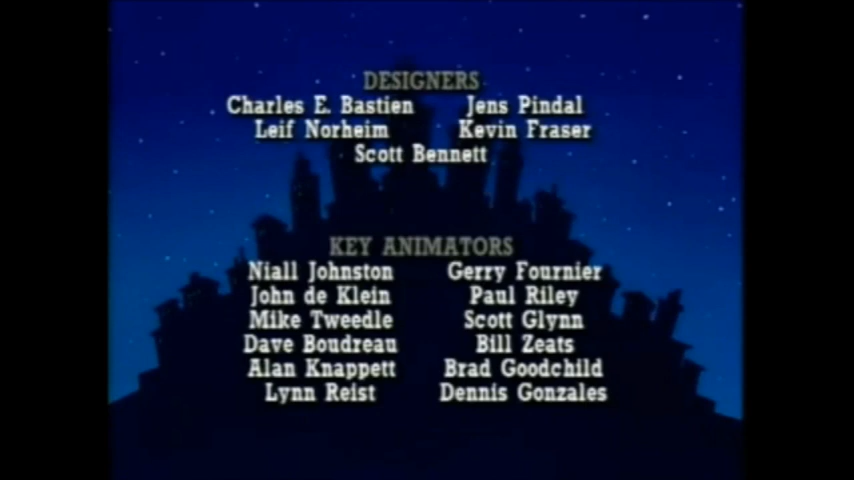 DESIGNERS
Charles E. Bastien Jens Pindal
Leif Norheim Kevin Fraser
Scott Bennett
KEY ANIMATORS
Niall Johnston Gerry Fournier
John de Klein Paul Riley
Mike Tweedle Scott Glynn
Dave Boudreau Bill Zeats
Alan Knappett Brad Goodchild
Lynn Reist Dennis Gonzales